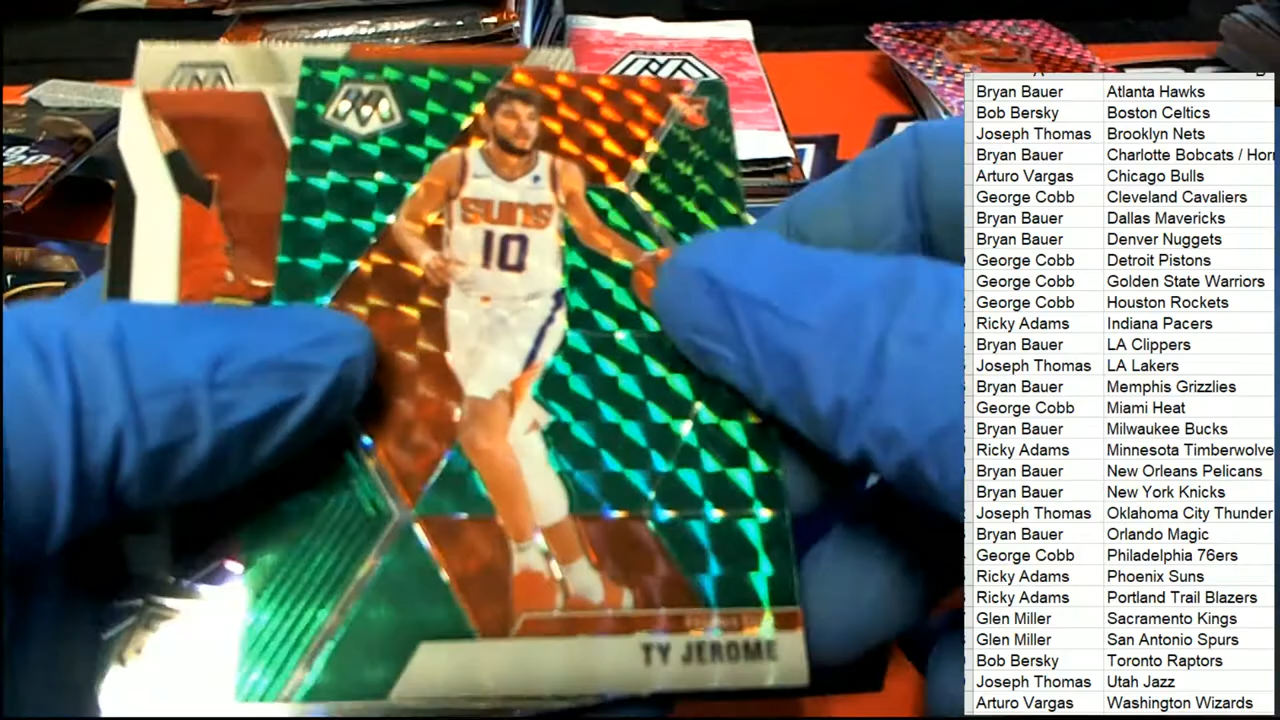 SUNS
10
TY JEROME
Bryan Bauer Atlanta Hawks
Bob Bersky Boston Celtics
Joseph Thomas Brooklyn Nets
Bryan Bauer Charlotte Bobcats / Horn
Arturo Vargas Chicago Bulls
George Cobb Cleveland Cavaliers
Bryan Bauer Dallas Mavericks
Bryan Bauer Denver Nuggets
George Cobb Detroit Pistons
George Cobb Golden State Warriors
George Cobb Houston Rockets
Ricky Adams Indiana Pacers
Bryan Bauer LA Clippers
Joseph Thomas LA Lakers
Bryan Bauer Memphis Grizzlies
George Cobb Miami Heat
Bryan Bauer Milwaukee Bucks
Ricky Adams Minnesota Timberwolve
Bryan Bauer New Orleans Pelicans
Bryan Bauer New York Knicks
Joseph Thomas Oklahoma City Thunder
Bryan Bauer Orlando Magic
George Cobb Philadelphia 76ers
Ricky Adams Phoenix Suns
Ricky Adams Portland Trail Blazers
Glen Miller Sacramento Kings
Glen Miller San Antonio Spurs
Bob Bersky Toronto Raptors
Joseph Thomas Utah Jazz
Arturo Vargas Washington Wizards